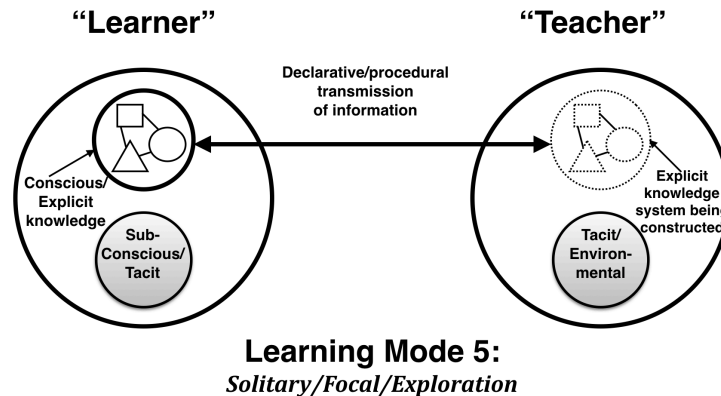 “Learner”
“Teacher”
Declarative/procedural
transmission
of information
Conscious/
Explicit
knowledge
Explicit
knowledge
system being
constructed
Sub-
Conscious/
Tacit
Tacit/
Environ-
mental
Learning Mode 5:
Solitary/Focal/Exploration